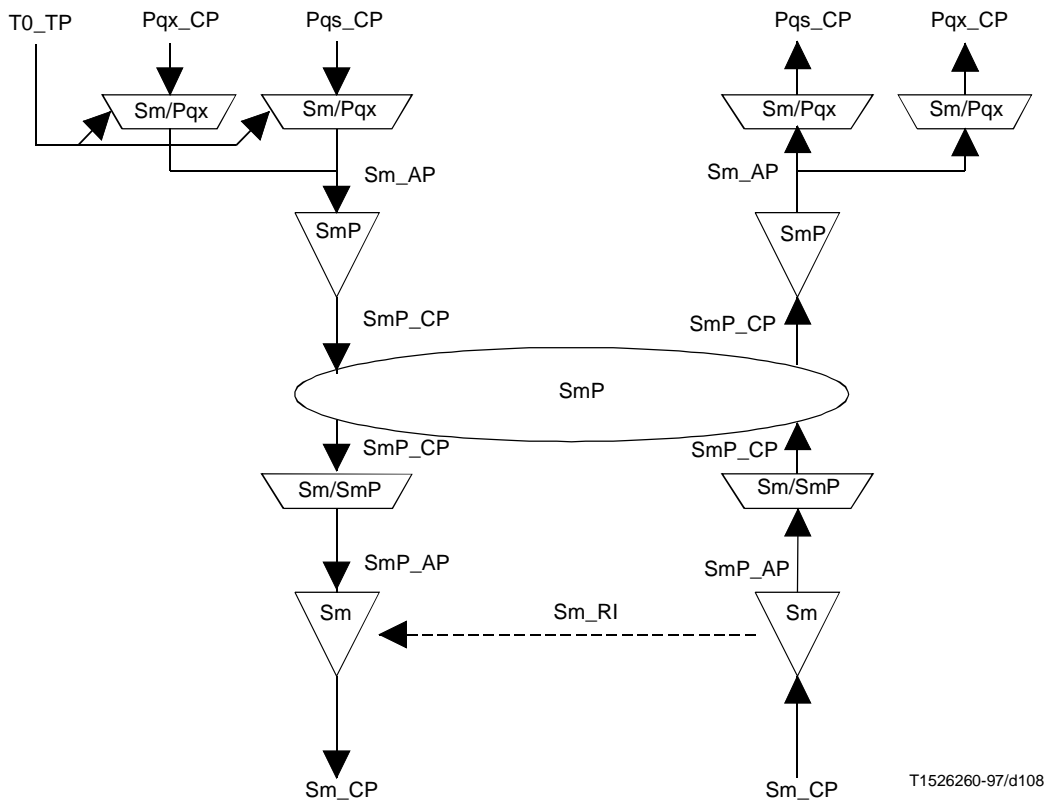 T0_TP Pqx_CP Pqs_CP Pqs_CP Pqx_CP
Sm/Pqx Sm/Pqx Sm/Pqx Sm/Pqx
Sm_AP Sm_AP
SmP SmP
SmP_CP SmP_CP
SmP
SmP_CP SmP_CP
Sm/SmP Sm/SmP
SmP_AP SmP_AP
Sm Sm_RI Sm
Sm_CP Sm_CP
T1526260-97/d108